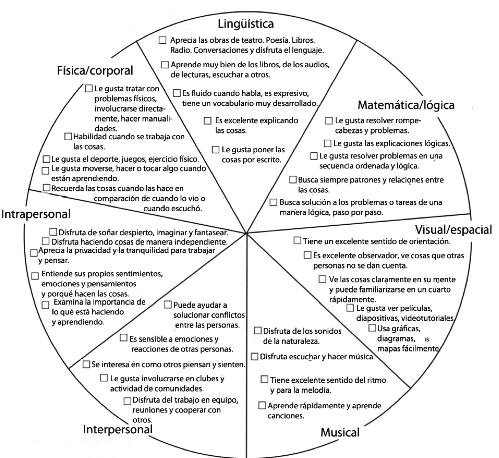 Lingüística
Aprecia las obras de teatro. Poesía. Libros.
Radio. Conversaciones y disfruta el lenguaje.
Aprende muy bien de los libros, de los audios,
de lecturas, escuchar a otros.
Es fluido cuando habla, es expresivo,
tiene un vocabulario muy desarrollado.
Es excelente explicando
las cosas.
Le gusta poner las
cosas por escrito.
Matemática/lógica
Le gusta resolver rompe-
cabezas y problemas.
Le gusta las explicaciones lógicas.
Le gusta resolver problemas en una
secuencia ordenada y lógica.
Busca siempre patrones y relaciones entre
las cosas.
Busca solución a los problemas o tareas de una
manera lógica, paso por paso.
Visual/espacial
Tiene un excelente sentido de orientación.
Es excelente observador, ve cosas que otras
personas no se dan cuenta.
Ve las cosas claramente en su mente
y puede familiarizarse en un cuarto
rápidamente.
Le gusta ver películas,
diapositivas, videotutoriales.
Usa gráficas,
diagramas, is
mapas fácilmente
Musical
Disfruta de los sonidos
de la naturaleza.
Disfruta escuchar y hacer música.
Tiene excelente sentido del ritmo
y para la melodía.
Aprende rápidamente y aprende
canciones.
Interpersonal
Puede ayudar a
solucionar conflictos
entre las personas.
Es sensible a emociones y
reacciones de otras personas.
Se interesa en como otros piensan y sienten.
Le gusta involucrarse en clubes y
actividad de comunidades
Disfruta del trabajo en equipo,
reuniones y cooperar con
otros.
Intrapersonal
Disfruta de soñar despierto, imaginar y fantasear.
Disfruta haciendo cosas de manera independiente.
Aprecia la privacidad y la tranquilidad para trabajar
y pensar.
Entiende sus propios sentimientos,
emociones y pensamientos
y porqué hacen las cosas.
Examina la importancia de
lo qué está haciendo
y aprendiendo.
Física/corporal
Le gusta tratar con
problemas físicos,
involucrarse directa-
mente, hacer manuali-
dades.
Habilidad cuando se trabaja con
las cosas.
Le gusta el deporte, juegos, ejercicio físico.
Le gusta moverse, hacer o tocar algo cuando
están aprendiendo.
Recuerda las cosas cuando las hace en
comparación de cuando lo vio o
cuando escuchó.